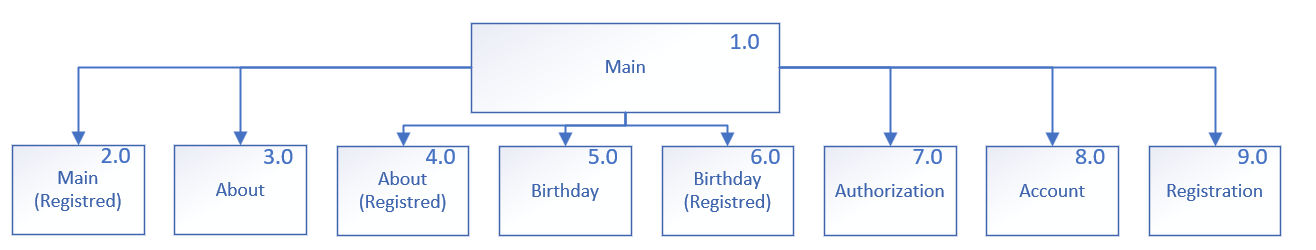 1.0
Main
2.0
Main
(Registred)
3.0
About
4.0
About
(Registred)
5.0
Birthday
6.0
Birthday
(Registred)
7.0
Authorization
8.0
Account
9.0
Registration